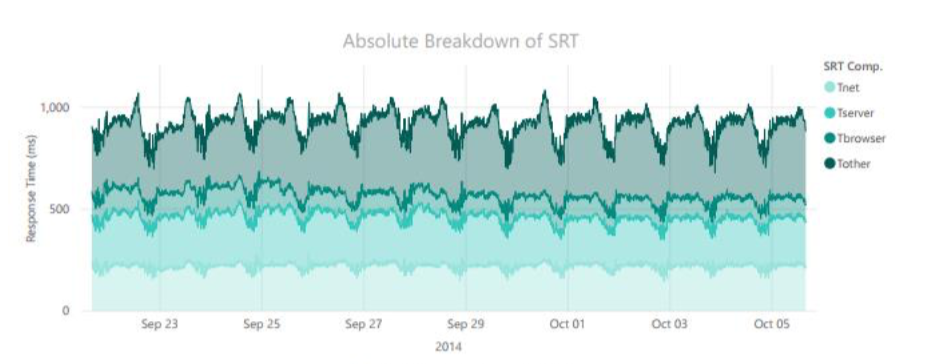 Absolute Breakdown of SRT
SRT Comp.
Tnet
Tserver
Tbrowser
Tother
Response Time (ms)
1,000
500
0
Sep 23 Sep 25 Sep 27 Sep 29 Oct 01 Oct 03 Oct 05
2014